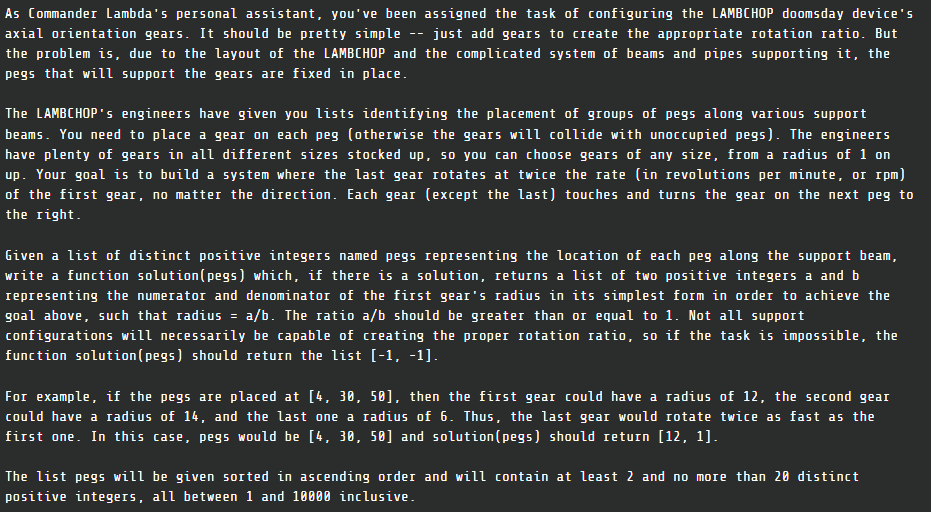 As Commander Lambda's personal assistant, you've been assigned the task of configuring the LAMBCHOP doomsday device's
axial orientation gears. It should be pretty simple -- just add gears to create the appropriate rotation ratio. But
the problem is, due to the layout of the LAMBCHOP and the complicated system of beams and pipes supporting it, the
pegs that will support the gears are fixed in place.
The LAMBCHOP's engineers have given you lists identifying the placement of groups of pegs along various support
beams. You need to place a gear on each peg (otherwise the gears will collide with unoccupied pegs). The engineers
have plenty of gears in all different sizes stocked up, so you can choose gears of any size, from a radius of 1 on
up. Your goal is to build a system where the last gear rotates at twice the rate (in revolutions per minute, or rpm)
of the first gear, no matter the direction. Each gear (except the last) touches and turns the gear on the next peg to
the right.
Given a list of distinct positive integers named pegs representing the location of each peg along the support beam,
write a function solution(pegs) which, if there is a solution, returns a list of two positive integers a and b
representing the numerator and denominator of the first gear's radius in its simplest form in order to achieve the
goal above, such that radius = a/b. The ratio a/b should be greater than or equal to 1. Not all support
configurations will necessarily be capable of creating the proper rotation ratio, so if the task is impossible, the
function solution(pegs) should return the list [-1, -1].
For example, if the pegs are placed at [4, 30, 50], then the first gear could have a radius of 12, the second gear
could have a radius of 14, and the last one a radius of 6. Thus, the last gear would rotate twice as fast as the
first one. In this case, pegs would be [4, 30, 50] and solution(pegs) should return [12, 1].
The list pegs will be given sorted in ascending order and will contain at least 2 and no more than 20 distinct
positive integers, all between 1 and 10000 inclusive.